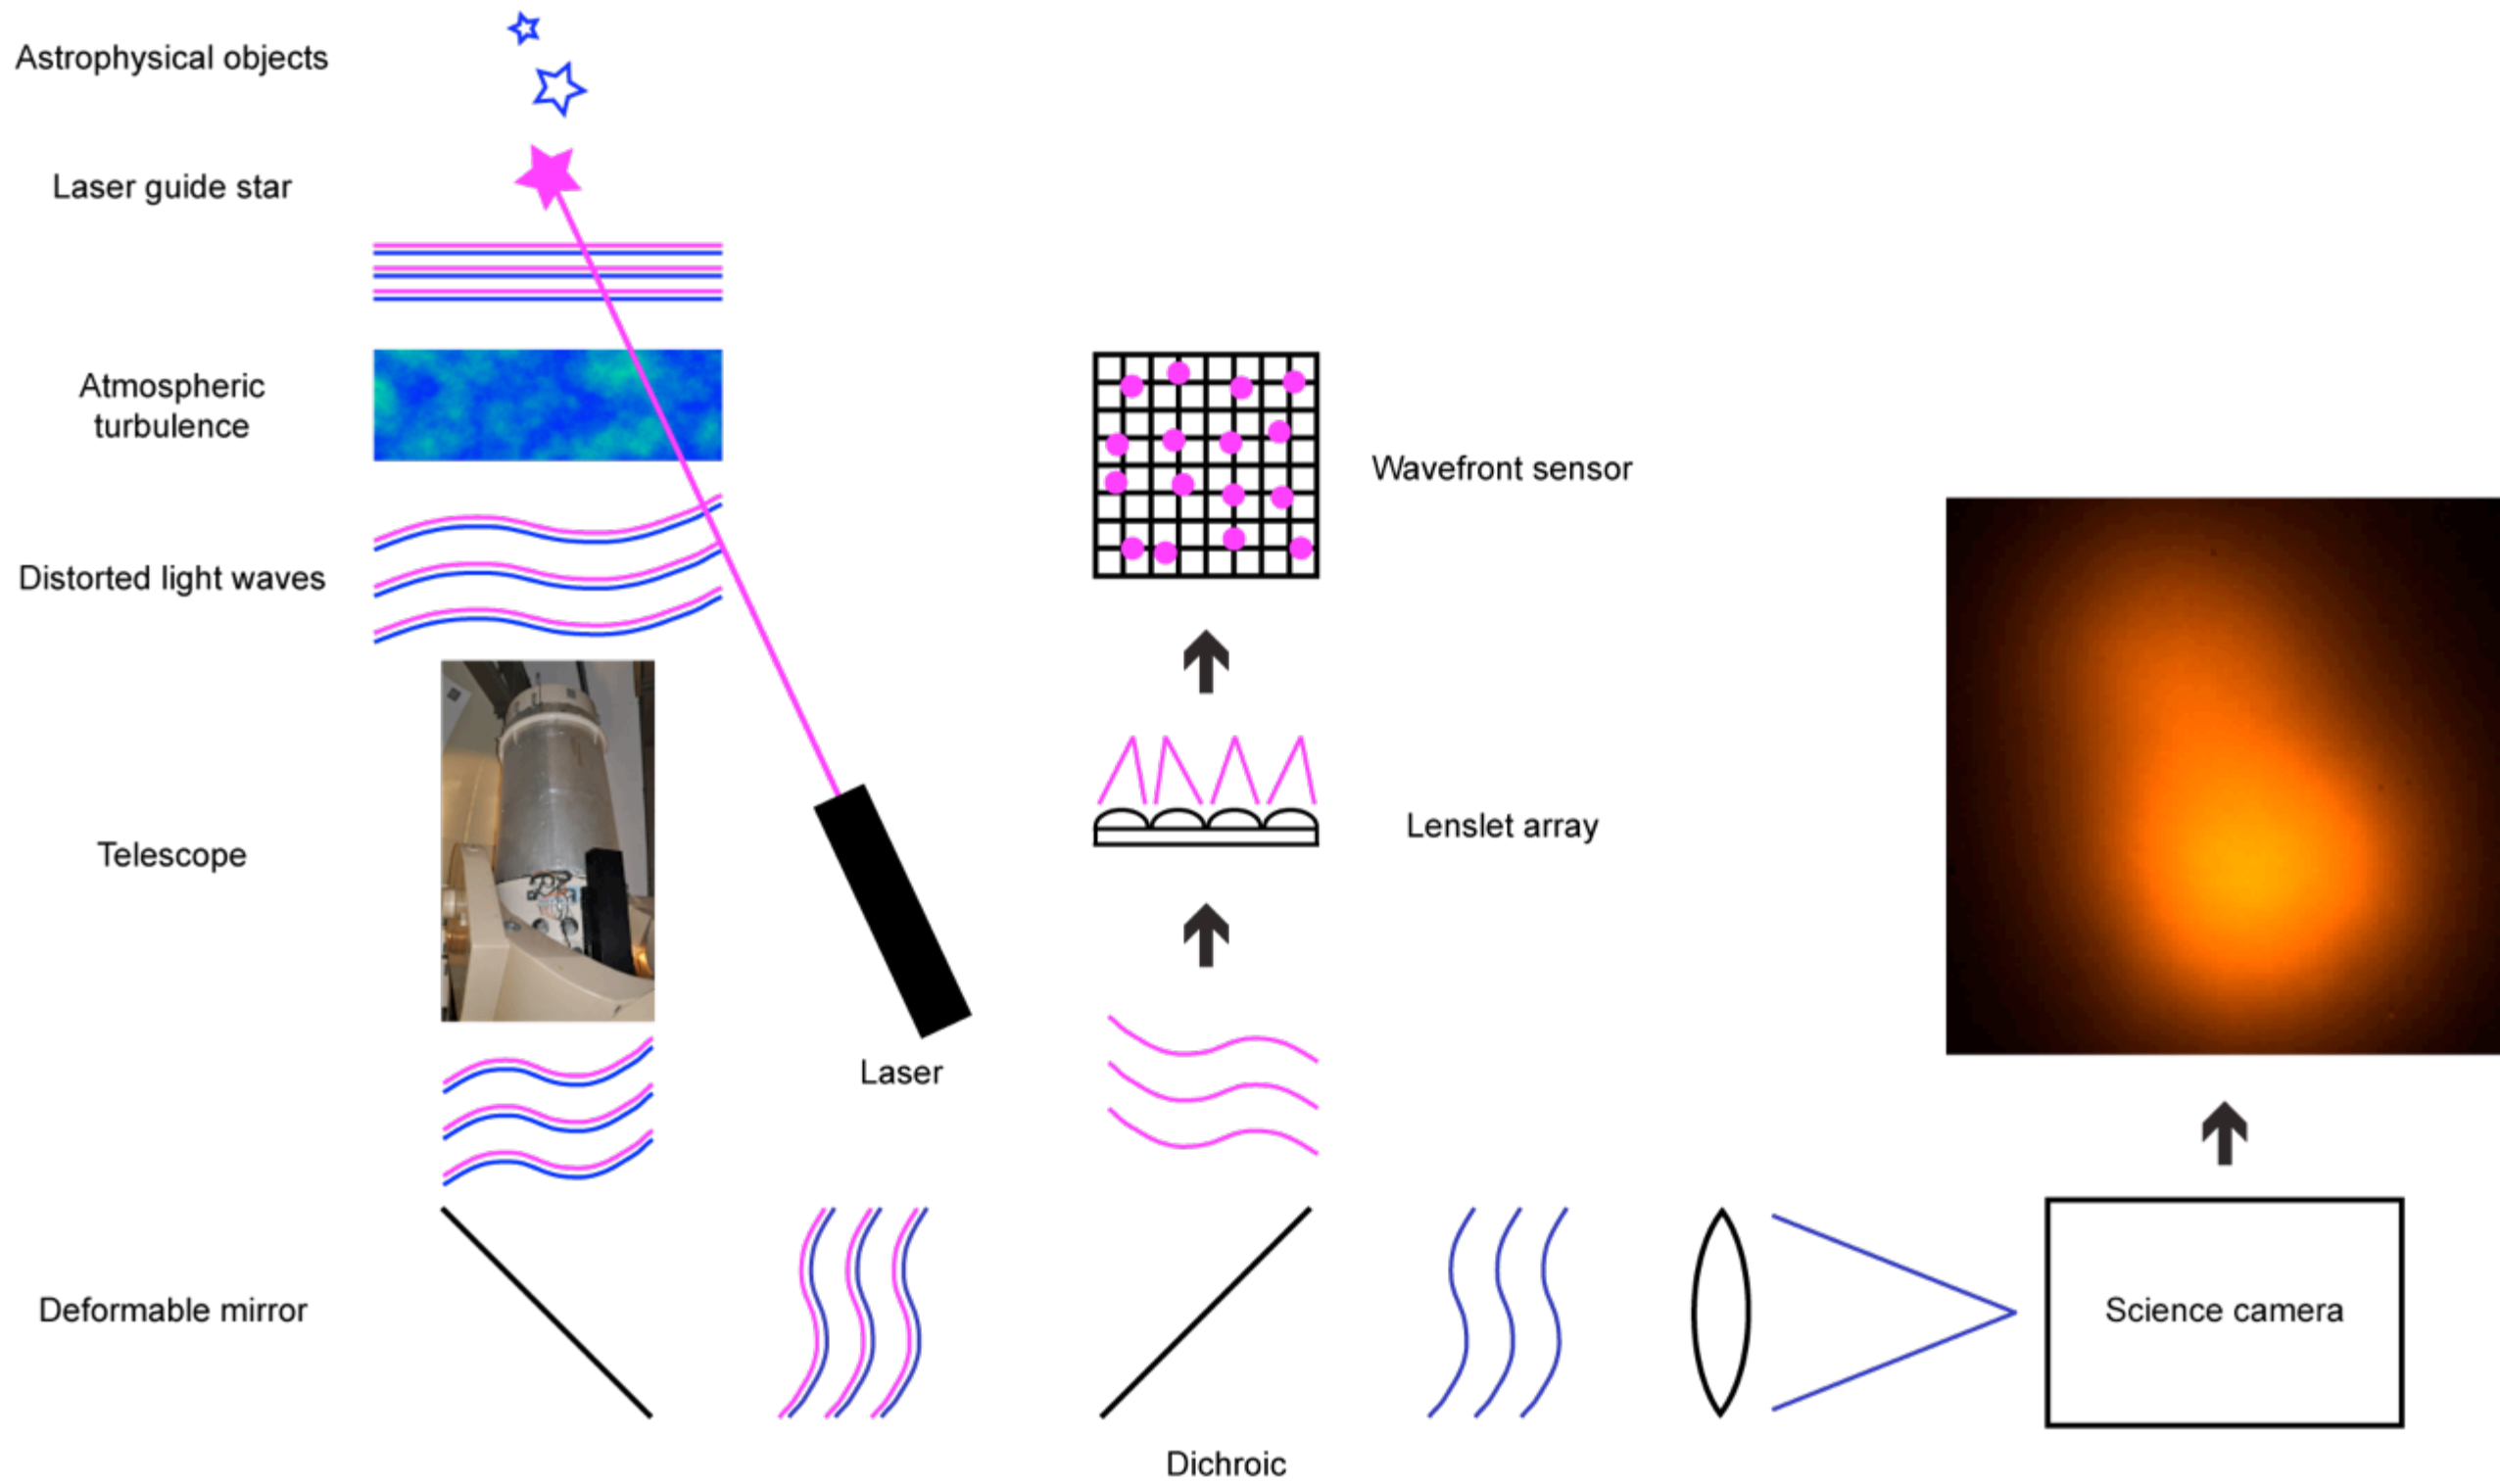 Astrophysical objects
Laser guide star
Atmospheric
turbulence
Distorted light waves
Telescope
Deformable mirror
Laser
Wavefront sensor
Lenslet array
Dichroic
Science camera